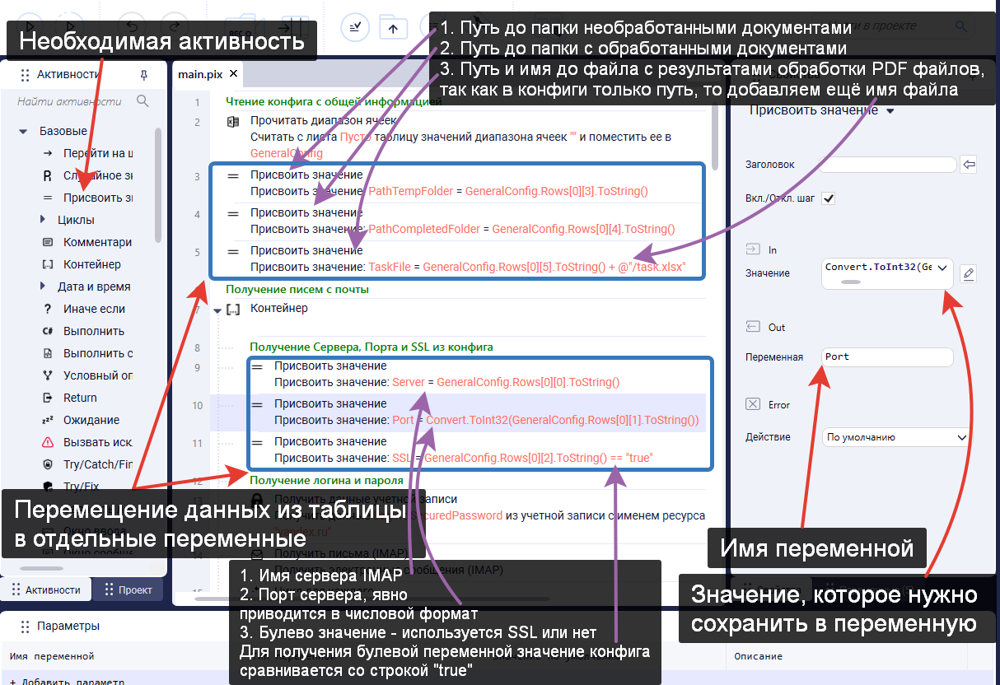 Необходимая активность
1. Путь до папки необработанными документами
2. Путь до папки с обработанными документами
3. Путь и имя до файла с результатами обработки PDF файлов,
так как в конфиги только путь, то добавляем ещё имя файла
йти в проекте
Активности
main.pix
Найти активности
Базовые
Перейти на ш
Случайное зн
Присвоить зн
Циклы
Комментари
Контейнер
Дата и время
Иначе если
Выполнить
Выполнить с
Условный оп
Return
Ожидание
Вызвать иск
Try/Catch/Fin
Try/Fix
1
Чтение конфига с общей информацией
2
Прочитать диапазон ячеек
Считать с листа Пусто таблицу значений диапазона ячеек "" и поместить ее в
GeneralConfig
3
Присвоить значение
Присвоить значение: PathTempFolder = GeneralConfig.Rows[0][3].ToString()
4
Присвоить значение
Присвоить значение: PathCompletedFolder = GeneralConfig.Rows[0][4].ToString()
5
Присвоить значение
Присвоить значение: TaskFile = GeneralConfig.Rows[0][5].ToString() + @"/task.xlsx"
Получение писем с почты
7
Контейнер
8
Получение Сервера, Порта и SSL из конфига
9
Присвоить значение
Присвоить значение: Server = GeneralConfig.Rows[0][0].ToString()
10
Присвоить значение
Присвоить значение: Port = Convert.ToInt32(GeneralConfig.Rows[0][1].ToString())
11
Присвоить значение
Присвоить значение: SSL = GeneralConfig.Rows[0][2].ToString() == "true"
12
Получение логина и пароля
13
Получить данные учетной записи
SecuredPassword из учетной записи с именем ресурса
"yandex.ru"
14
Получить письма (IMAP)
Получить электронные сообщения (IMAP)
15
Перемещение данных из таблицы
в отдельные переменные
1. Имя сервера IMAP
2. Порт сервера, явно
приводится в числовой формат
3. Булево значение - используется SSL или нет
Для получения булевой переменной значение конфига
сравнивается со строкой "true"
Присвоить значение
Заголовок
Вкл./Откл. шаг
In
Значение
Convert.ToInt32(Ge
Out
Переменная
Port
Error
Действие
По умолчанию
Имя переменной
Значение, которое нужно
сохранить в переменную
Активности
Проект
Параметры
Имя переменной
Описание
+ Добавить параметр